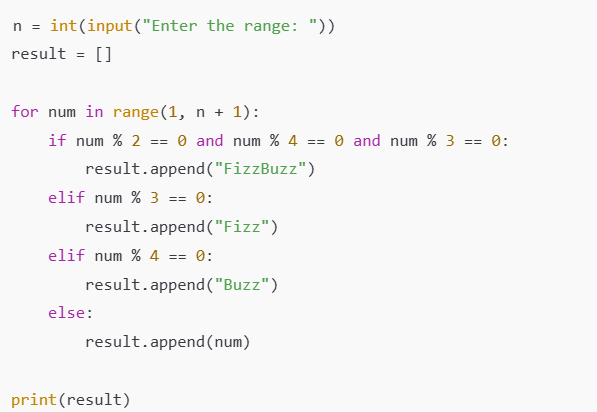 n = int(input("Enter the range: "))
result = []

for num in range(1, n + 1):
    if num % 2 == 0 and num % 4 == 0 and num % 3 == 0:
        result.append("FizzBuzz")
    elif num % 3 == 0:
        result.append("Fizz")
    elif num % 4 == 0:
        result.append("Buzz")
    else:
        result.append(num)

print(result)